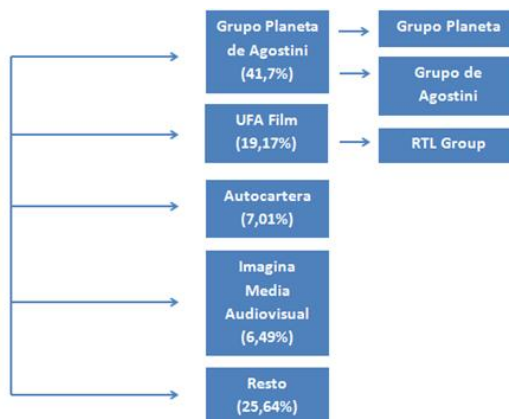 Grupo Planeta
de Agostini
(41,7%)
Grupo Planeta
Grupo de
Agostini
UFA Film
(19,17%)
RTL Group
Autocartera
(7,01%)
Imagina
Media
Audiovisual
(6,49%)
Resto
(25,64%)